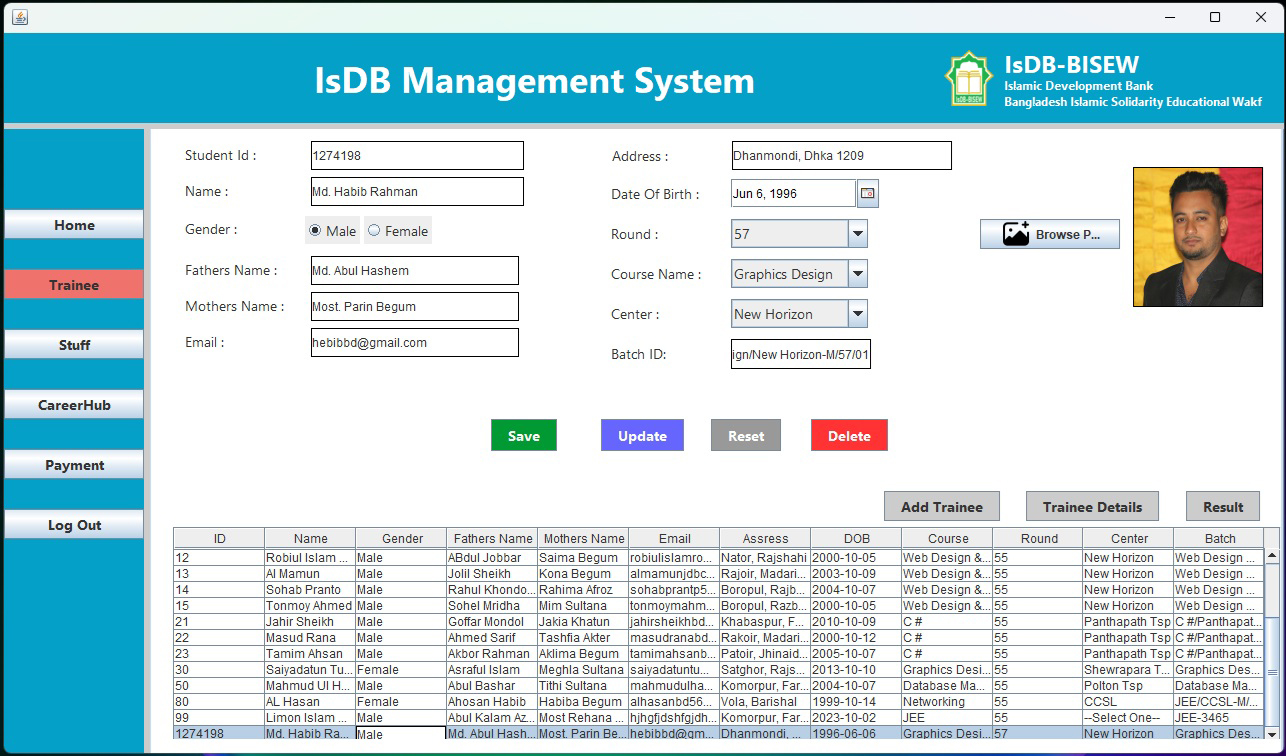 IsDB Management System
IsDB-BISEW
Islamic Development Bank
Bangladesh Islamic Solidarity Educational Wakf
IsDB-BISEW
Home
Trainee
Stuff
CareerHub
Payment
Log Out
Student Id : 1274198
Name : Md. Habib Rahman
Gender : Male Female
Fathers Name : Md. Abul Hashem
Mothers Name : Most. Parin Begum
Email : hebibbd@gmail.com
Address : Dhanmondi, Dhka 1209
Date Of Birth : Jun 6, 1996
Round : 57
Course Name : Graphics Design
Center : New Horizon
Batch ID: ign/New Horizon-M/57/01
Browse P...
Save Update Reset Delete
Add Trainee Trainee Details Result
ID Name Gender Fathers Name Mothers Name Email Assress DOB Course Round Center Batch
12 Robiul Islam ... Male ABdul Jobbar Saima Begum robiulislamro... Nator, Rajshahi 2000-10-05 Web Design &... 55 New Horizon Web Design ...
13 Al Mamun Male Jolil Sheikh Kona Begum almamunjdbc... Rajoir, Madari... 2003-10-09 Web Design &... 55 New Horizon Web Design ...
14 Sohab Pranto Male Rahul Khondo... Rahima Afroz sohabprantp5... Boropul, Rajb... 2004-10-07 Web Design &... 55 New Horizon Web Design ...
15 Tonmoy Ahmed Male Sohel Mridha Mim Sultana tonmoymahm... Boropul, Razb... 2000-10-05 Web Design &... 55 New Horizon Web Design ...
21 Jahir Sheikh Male Goffar Mondol Jakia Khatun jahirsheikhbd... Khabaspur, F... 2010-10-09 C # 55 Panthapath Tsp C #/Panthapat...
22 Masud Rana Male Ahmed Sarif Tashfia Akter masudranabd... Rakoir, Madari... 2000-10-12 C # 55 Panthapath Tsp C #/Panthapat...
23 Tamim Ahsan Male Akbor Rahman Aklima Begum tamimahsanb... Patoir, Jhinaid... 2005-10-07 C # 55 Panthapath Tsp C #/Panthapat...
30 Saiyadatun Tu... Female Asraful Islam Meghla Sultana saiyadatuntu... Satghor, Rajs... 2013-10-10 Graphics Desi... 55 Shewrapara T... Graphics Des...
50 Mahmud Ul H... Male Abul Bashar Tithi Sultana mahmudulha... Komorpur, Far... 2004-10-07 Database Ma... 55 Polton Tsp Database Ma...
80 AL Hasan Female Ahosan Habib Habiba Begum alhasanbd56... Vola, Barishal 1999-10-14 Networking 55 CCSL JEE/CCSL-M/...
99 Limon Islam ... Male Abul Kalam Az... Most Rehana ... hjhgfjdshfgjdh... Komorpur, Far... 2023-10-02 JEE 55 --Select One-- JEE-3465
1274198 Md. Habib Ra... Male Md. Abul Hash... Most. Parin Be... hebibbd@gm... Dhanmondi, ... 1996-06-06 Graphics Desi... 57 New Horizon Graphics Des...